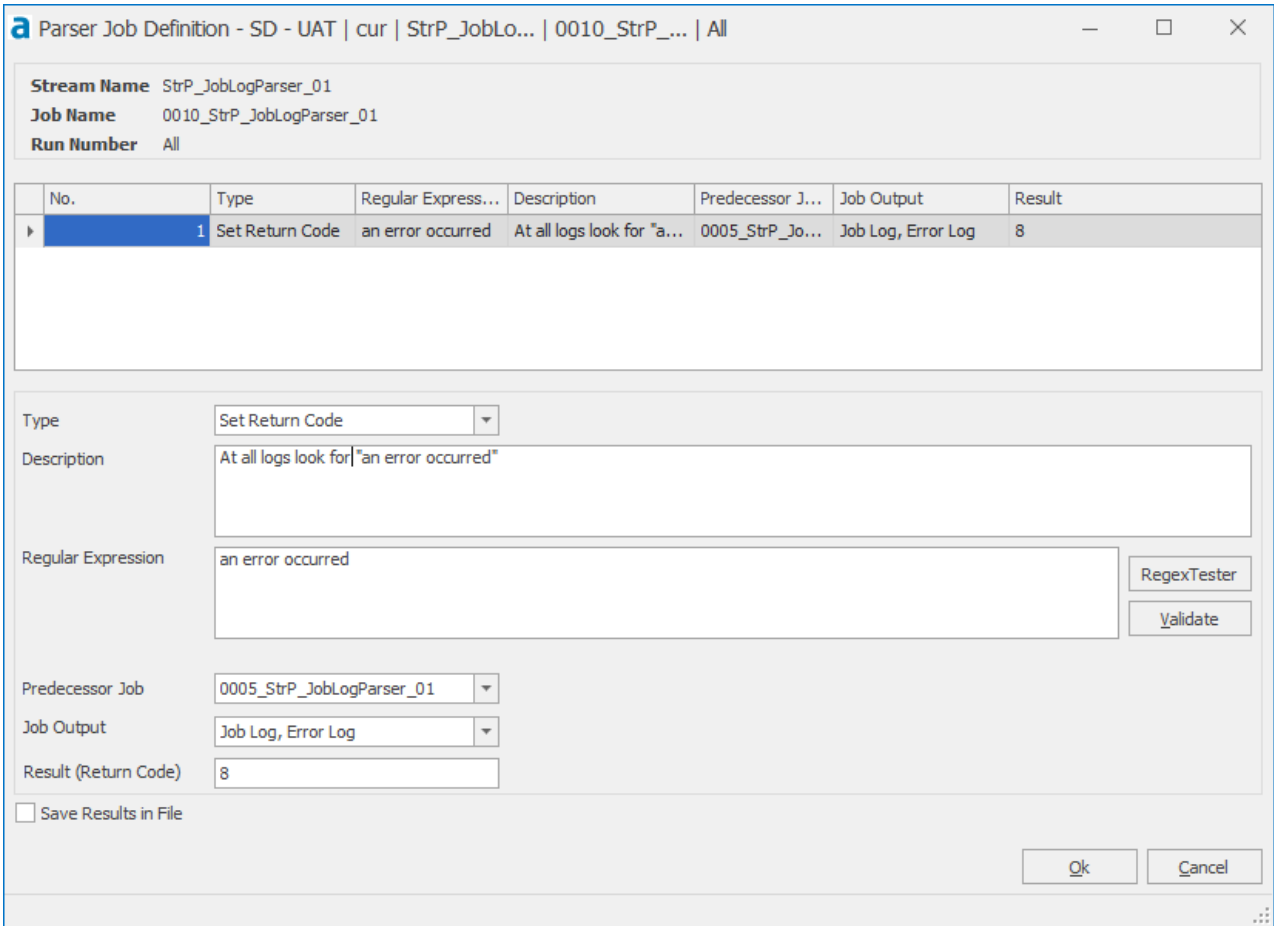 a Parser Job Definition - SD - UAT | cur | StrP_JobLo... | 0010_StrP_... | All
Stream Name StrP_JobLogParser_01
Job Name 0010_StrP_JobLogParser_01
Run Number All
No. Type Regular Express... Description Predecessor J... Job Output Result
1 Set Return Code an error occurred At all logs look for "a... 0005_StrP_Jo... Job Log, Error Log 8
Type Set Return Code
Description At all logs look for "an error occurred"
Regular Expression an error occurred
RegexTester
Validate
Predecessor Job 0005_StrP_JobLogParser_01
Job Output Job Log, Error Log
Result (Return Code) 8
Save Results in File
Ok Cancel